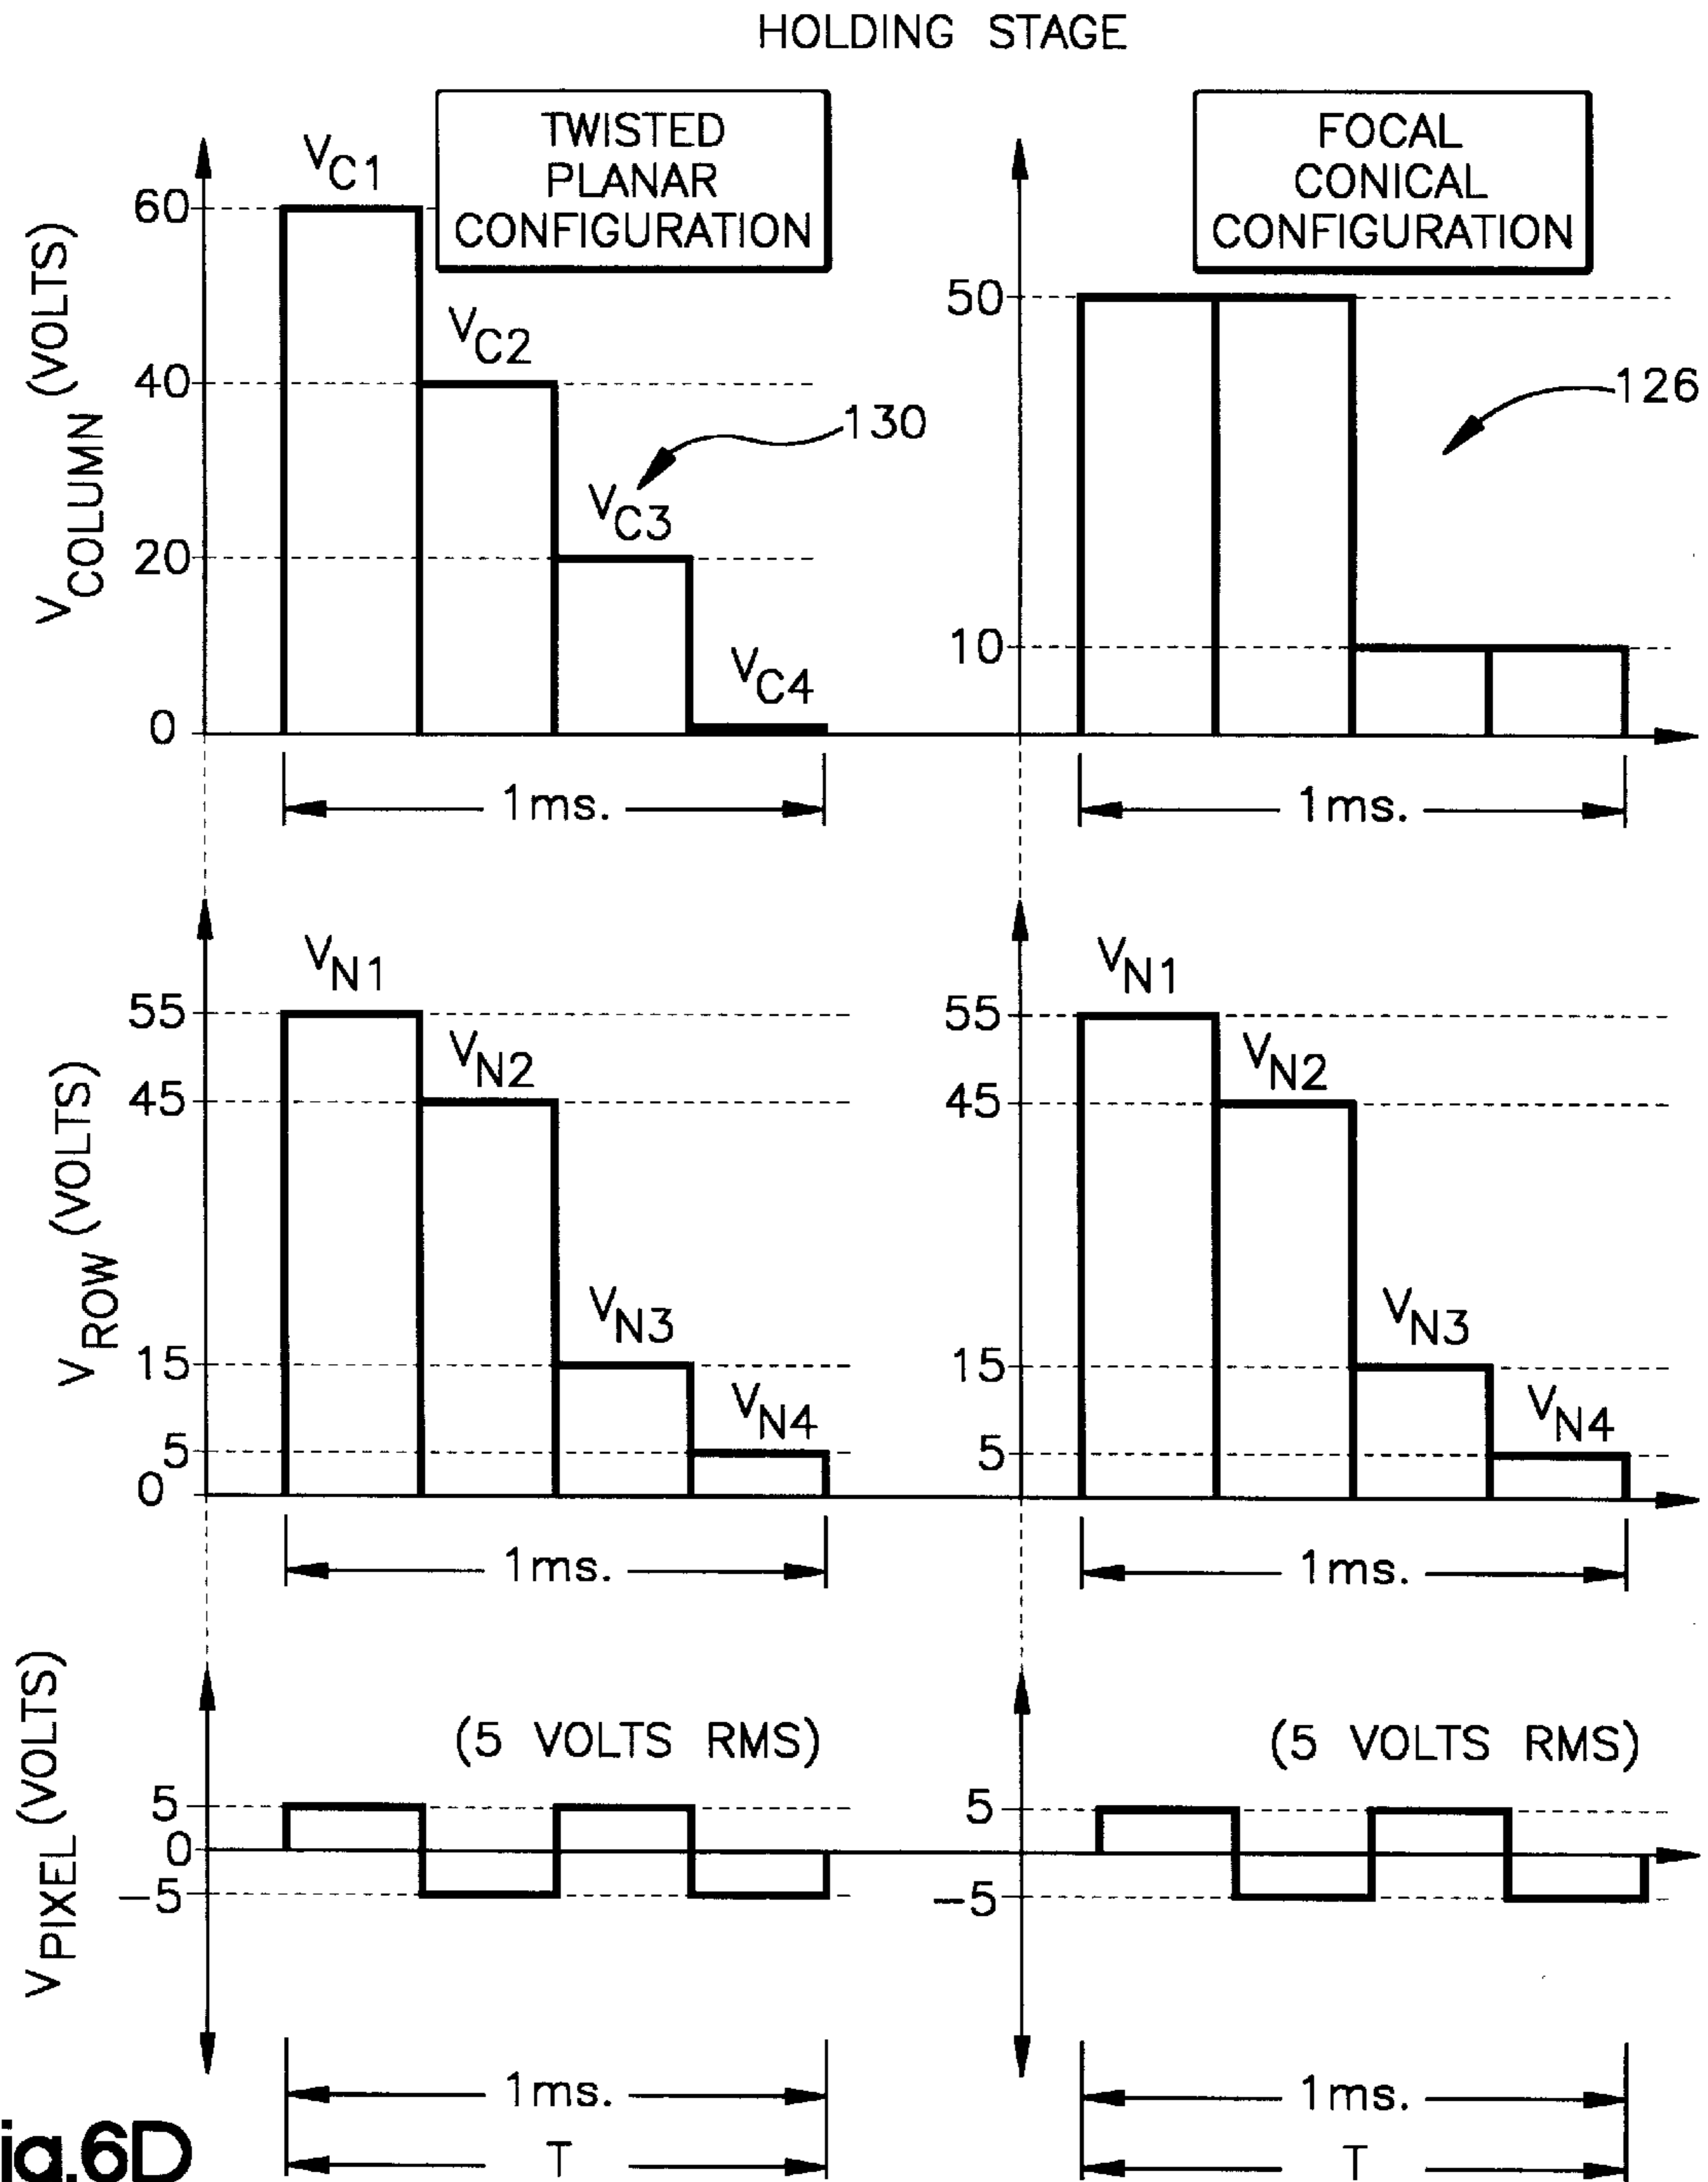 HOLDING STAGE
TWISTED
PLANAR
CONFIGURATION
FOCAL
CONICAL
CONFIGURATION
VCOLUMN (VOLTS)
60
40
20
0
VC1
VC2
VC3
VC4
130
50
10
126
1ms.
1ms.
VROW (VOLTS)
55
45
15
5
0
VN1
VN2
VN3
VN4
55
45
15
5
VN1
VN2
VN3
VN4
1ms.
1ms.
VPIXEL (VOLTS)
5
0
-5
(5 VOLTS RMS)
5
-5
(5 VOLTS RMS)
1ms.
1ms.
T
T
ig.6D